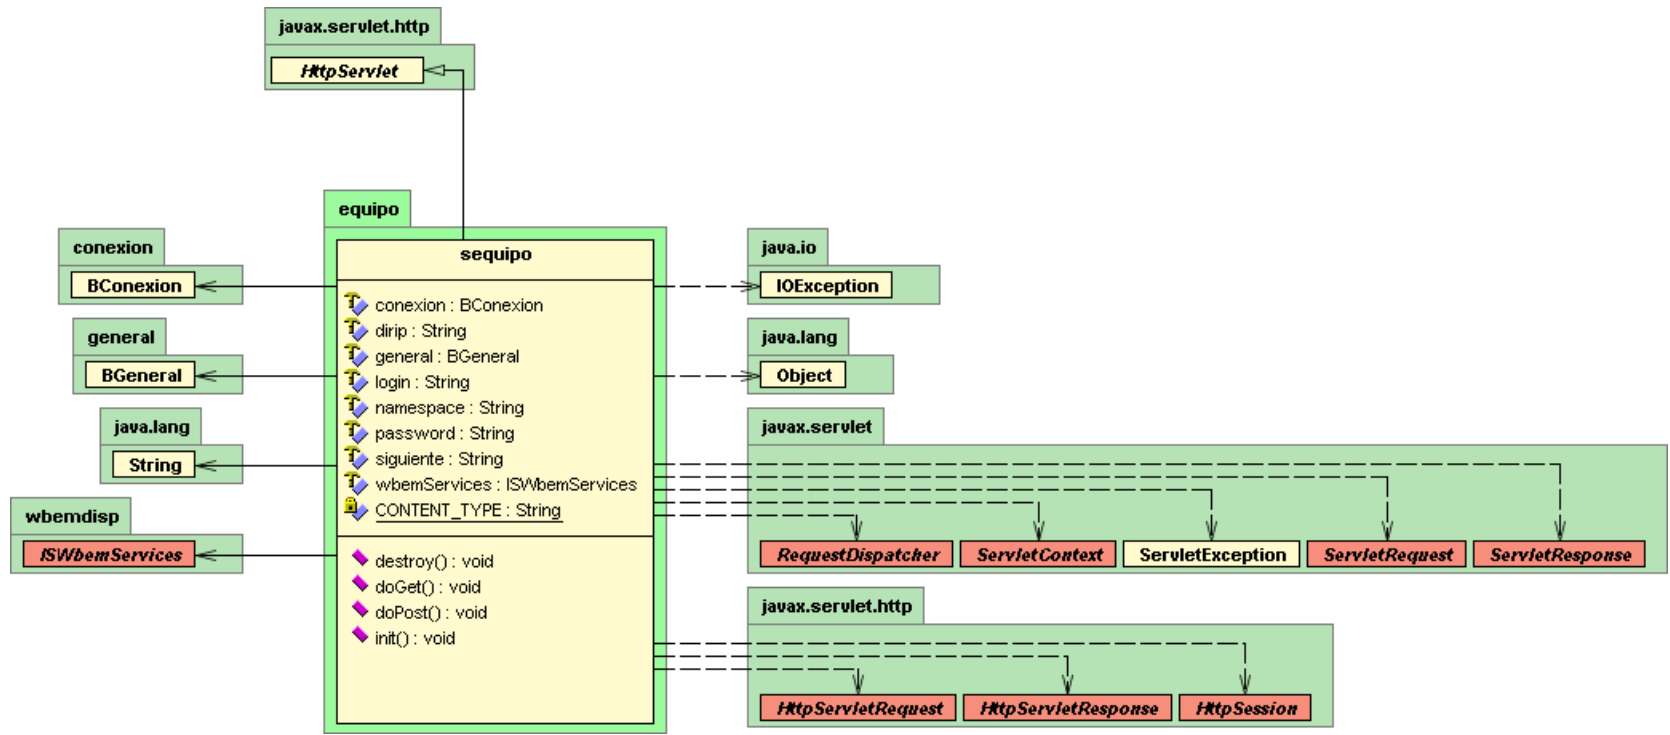 javax.servlet.http
HttpServlet
equipo
sequipo
conexion : BConexion
dirip : String
general : BGeneral
login : String
namespace : String
password : String
siguiente : String
wbemServices : ISWbemServices
CONTENT_TYPE : String
destroy() : void
doGet() : void
doPost() : void
init() : void
conexion
BConexion
general
BGeneral
java.lang
String
wbemdisp
ISWbemServices
java.io
IOException
java.lang
Object
javax.servlet
RequestDispatcher
ServletContext
ServletException
ServletRequest
ServletResponse
javax.servlet.http
HttpServletRequest
HttpServletResponse
HttpSession